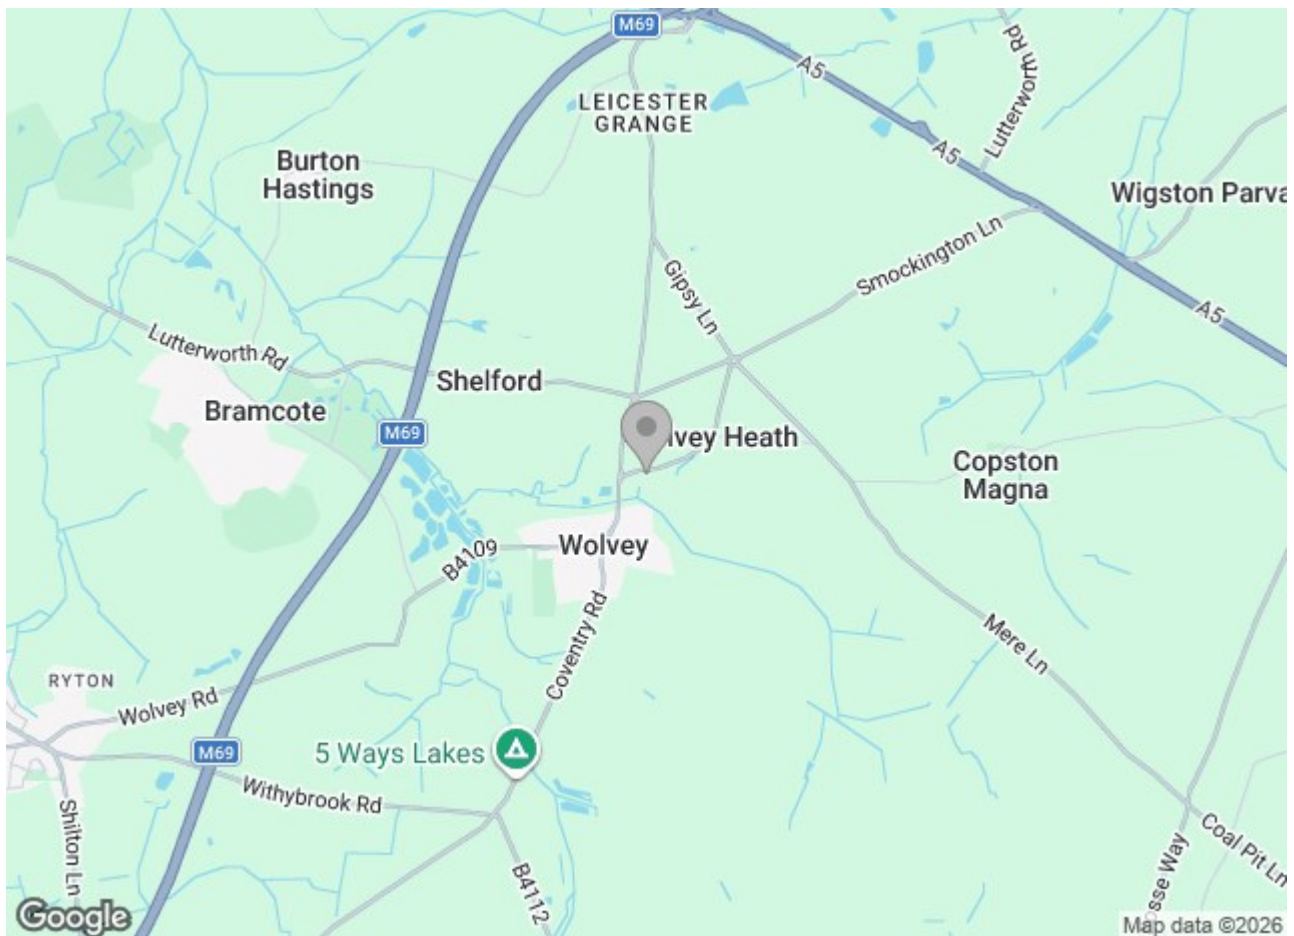 M69
A5
Lutterworth Rd
LEICESTER
GRANGE
A5
Burton
Hastings
Wigston Parva
Smockington Ln
Gipsy Ln
A5
Lutterworth Rd
Shelford
Bramcote
M69
lvey Heath
Copston
Magna
Wolvey
B4109
Coventry Rd
Mere Ln
RYTON
Wolvey Rd
M69
5 Ways Lakes
Withybrook Rd
Shilton Ln
Coal Pit Ln
B4112
osse Way
Google
Map data ©2026